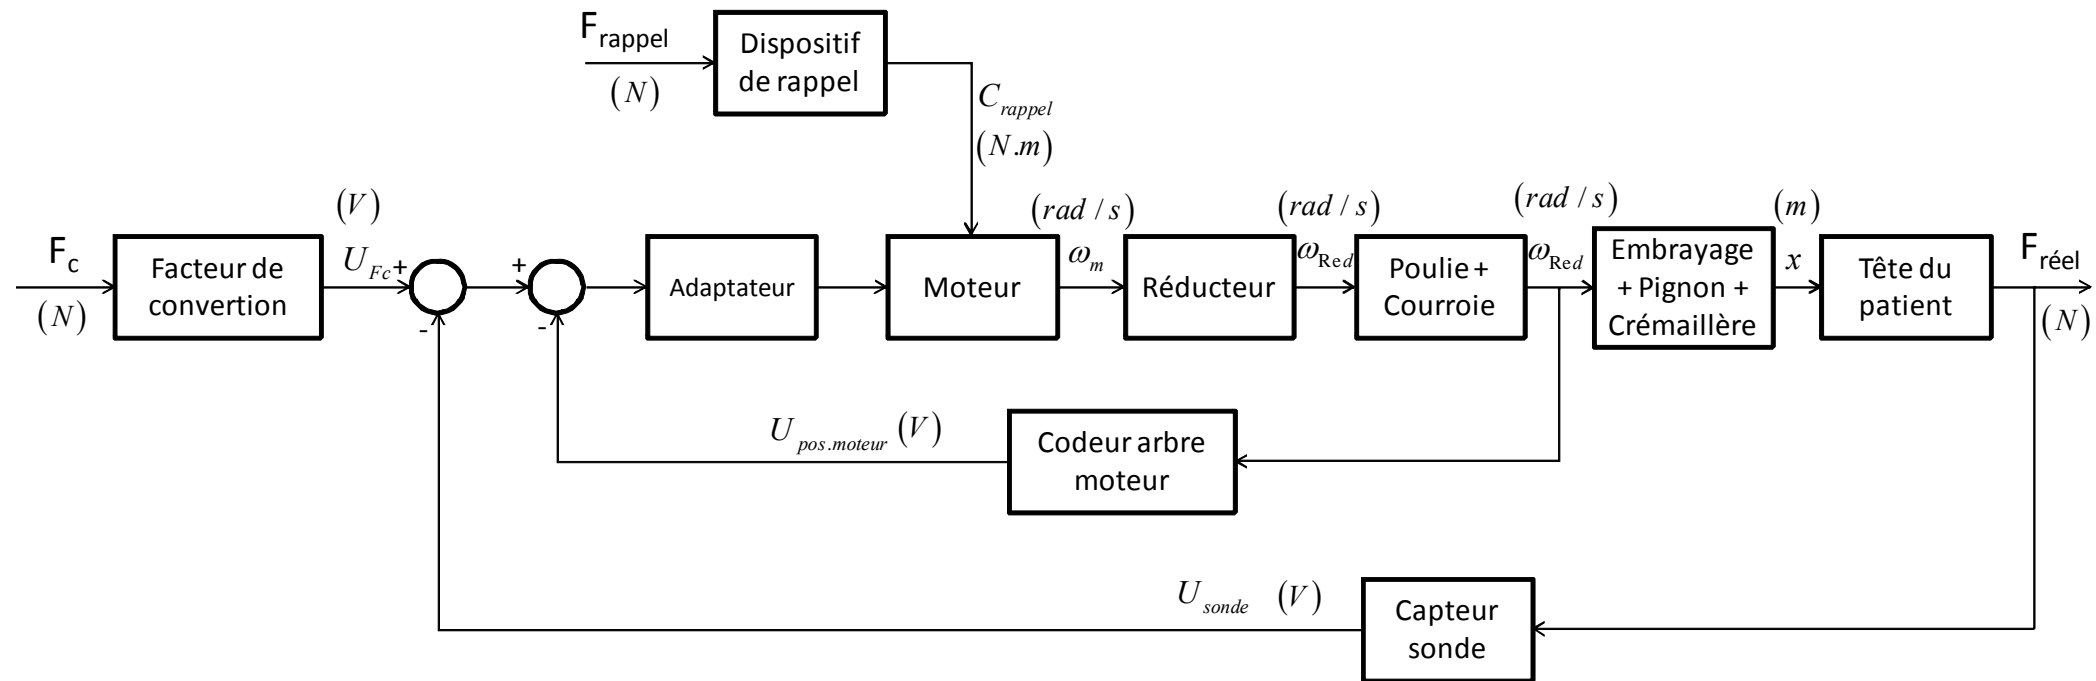 F_rappel
(N)
Dispositif
de rappel
C_rappel
(N.m)
F_c
(N)
Facteur de
convertion
(V)
U_Fc
+
-
+
-
Adaptateur
Moteur
(rad / s)
ω_m
Réducteur
(rad / s)
ω_Red
Poulie +
Courroie
(rad / s)
ω_Red
Embrayage
+ Pignon +
Crémaillère
(m)
x
Tête du
patient
F_réel
(N)
U_pos.moteur (V)
Codeur arbre
moteur
U_sonde (V)
Capteur
sonde